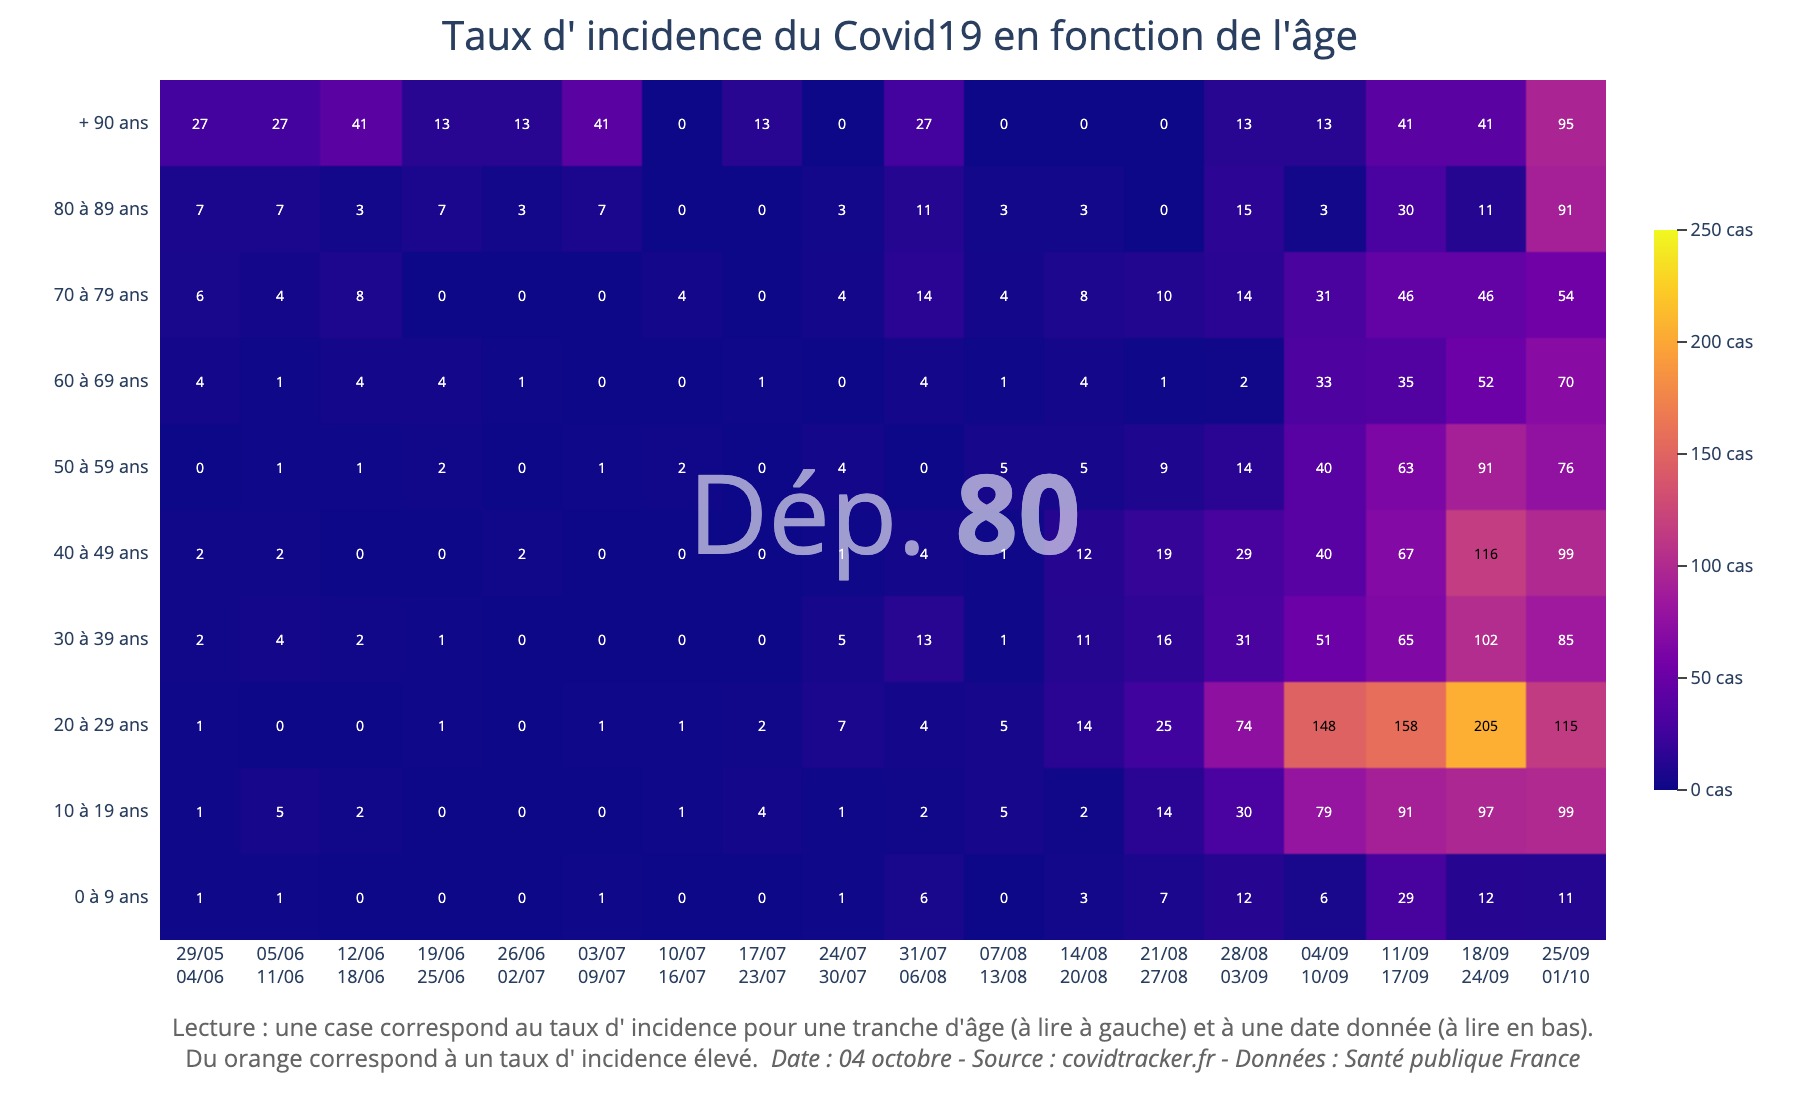 Taux d' incidence du Covid19 en fonction de l'âge
+ 90 ans 27 27 41 13 13 41 0 13 0 27 0 0 0 13 13 41 41 95
80 à 89 ans 7 7 3 7 3 7 0 0 3 11 3 3 0 15 3 30 11 91
70 à 79 ans 6 4 8 0 0 0 4 0 4 14 4 8 10 14 31 46 46 54
60 à 69 ans 4 1 4 4 1 0 0 1 0 4 1 4 1 2 33 35 52 70
50 à 59 ans 0 1 1 2 0 1 2 0 4 0 5 5 9 14 40 63 91 76
Dép. 80
40 à 49 ans 2 2 0 0 2 0 0 0 1 4 1 12 19 29 40 67 116 99
30 à 39 ans 2 4 2 1 0 0 0 0 5 13 1 11 16 31 51 65 102 85
20 à 29 ans 1 0 0 1 0 1 1 2 7 4 5 14 25 74 148 158 205 115
10 à 19 ans 1 5 2 0 0 0 1 4 1 2 5 2 14 30 79 91 97 99
0 à 9 ans 1 1 0 0 0 1 0 0 1 6 0 3 7 12 6 29 12 11
29/05 05/06 12/06 19/06 26/06 03/07 10/07 17/07 24/07 31/07 07/08 14/08 21/08 28/08 04/09 11/09 18/09 25/09
04/06 11/06 18/06 25/06 02/07 09/07 16/07 23/07 30/07 06/08 13/08 20/08 27/08 03/09 10/09 17/09 24/09 01/10
250 cas
200 cas
150 cas
100 cas
50 cas
0 cas
Lecture : une case correspond au taux d' incidence pour une tranche d'âge (à lire à gauche) et à une date donnée (à lire en bas).
Du orange correspond à un taux d' incidence élevé. Date : 04 octobre - Source : covidtracker.fr - Données : Santé publique France